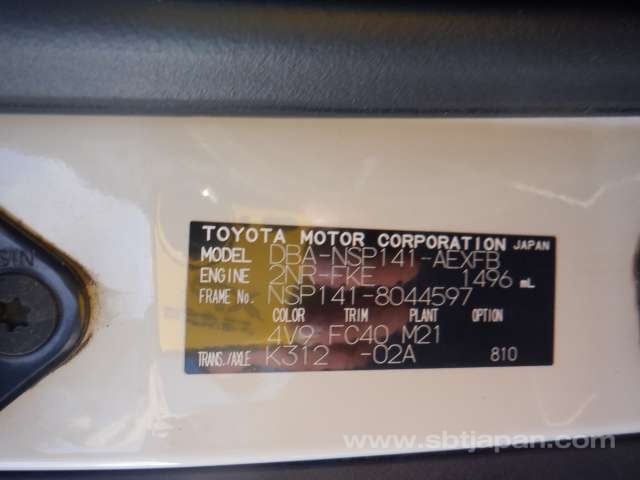 SIN
TOYOTA MOTOR CORPORATION JAPAN
MODEL DBA-NSP141-AEXFB
ENGINE 2NR-FKE 1496 mL
FRAME No. NSP141-8044597
COLOR TRIM PLANT OPTION
4V9 FC40 M21
TRANS./AXLE K312 -02A 810
www.sbtjapan.com